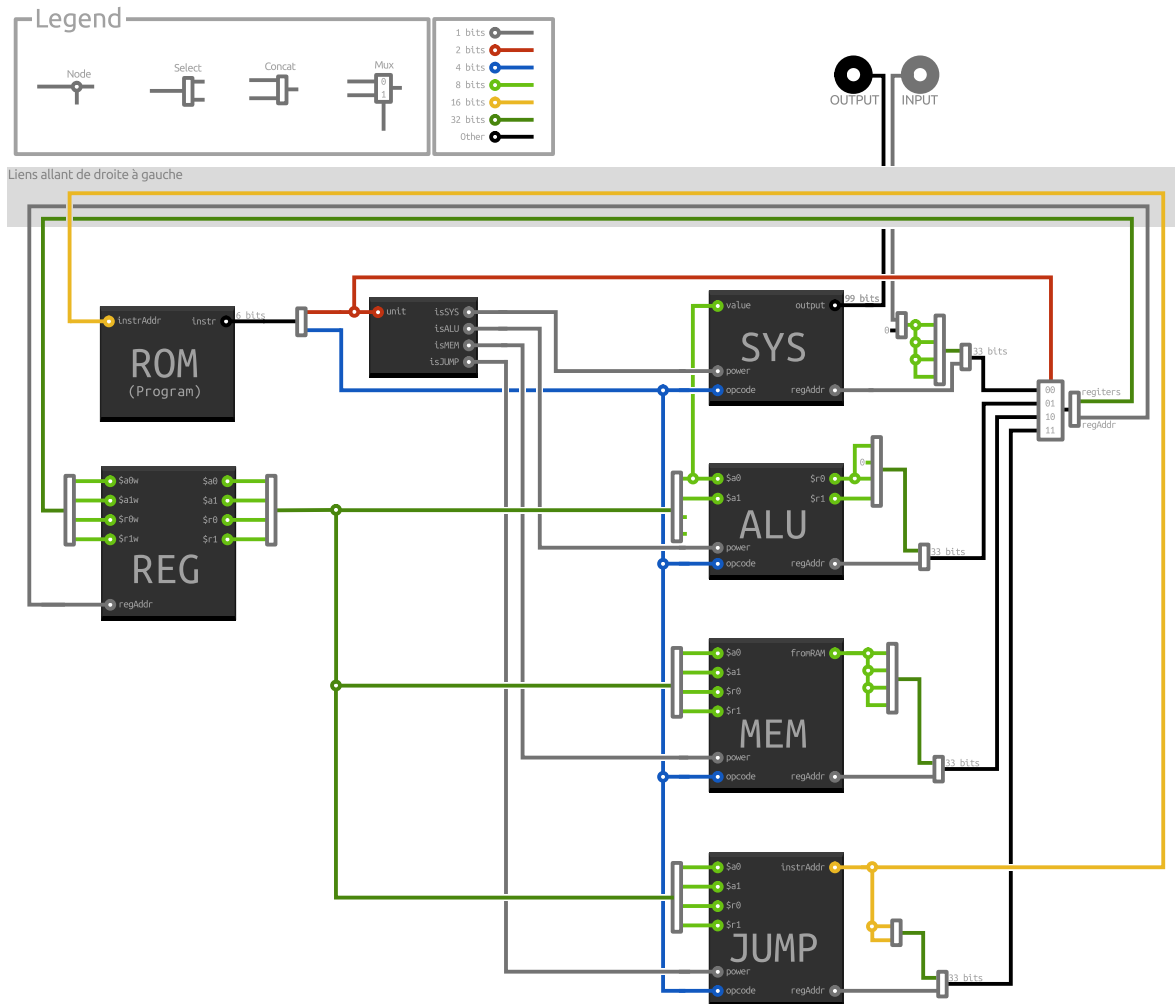 Legend
Node
Select
Concat
Mux
0
1
1 bits
2 bits
4 bits
8 bits
16 bits
32 bits
Other
OUTPUT
INPUT
Liens allant de droite à gauche
instrAddr
instr
6 bits
ROM
(Program)
unit
isSYS
isALU
isMEM
isJUMP
value
output
99 bits
SYS
power
opcode
regAddr
0
33 bits
00
01
10
11
regiters
regAddr
$a0w
$a1w
$r0w
$r1w
$a0
$a1
$r0
$r1
REG
regAddr
$a0
$a1
$r0
$r1
ALU
power
opcode
regAddr
0
33 bits
$a0
$a1
$r0
$r1
fromRAM
MEM
power
opcode
regAddr
33 bits
$a0
$a1
$r0
$r1
instrAddr
JUMP
power
opcode
regAddr
33 bits